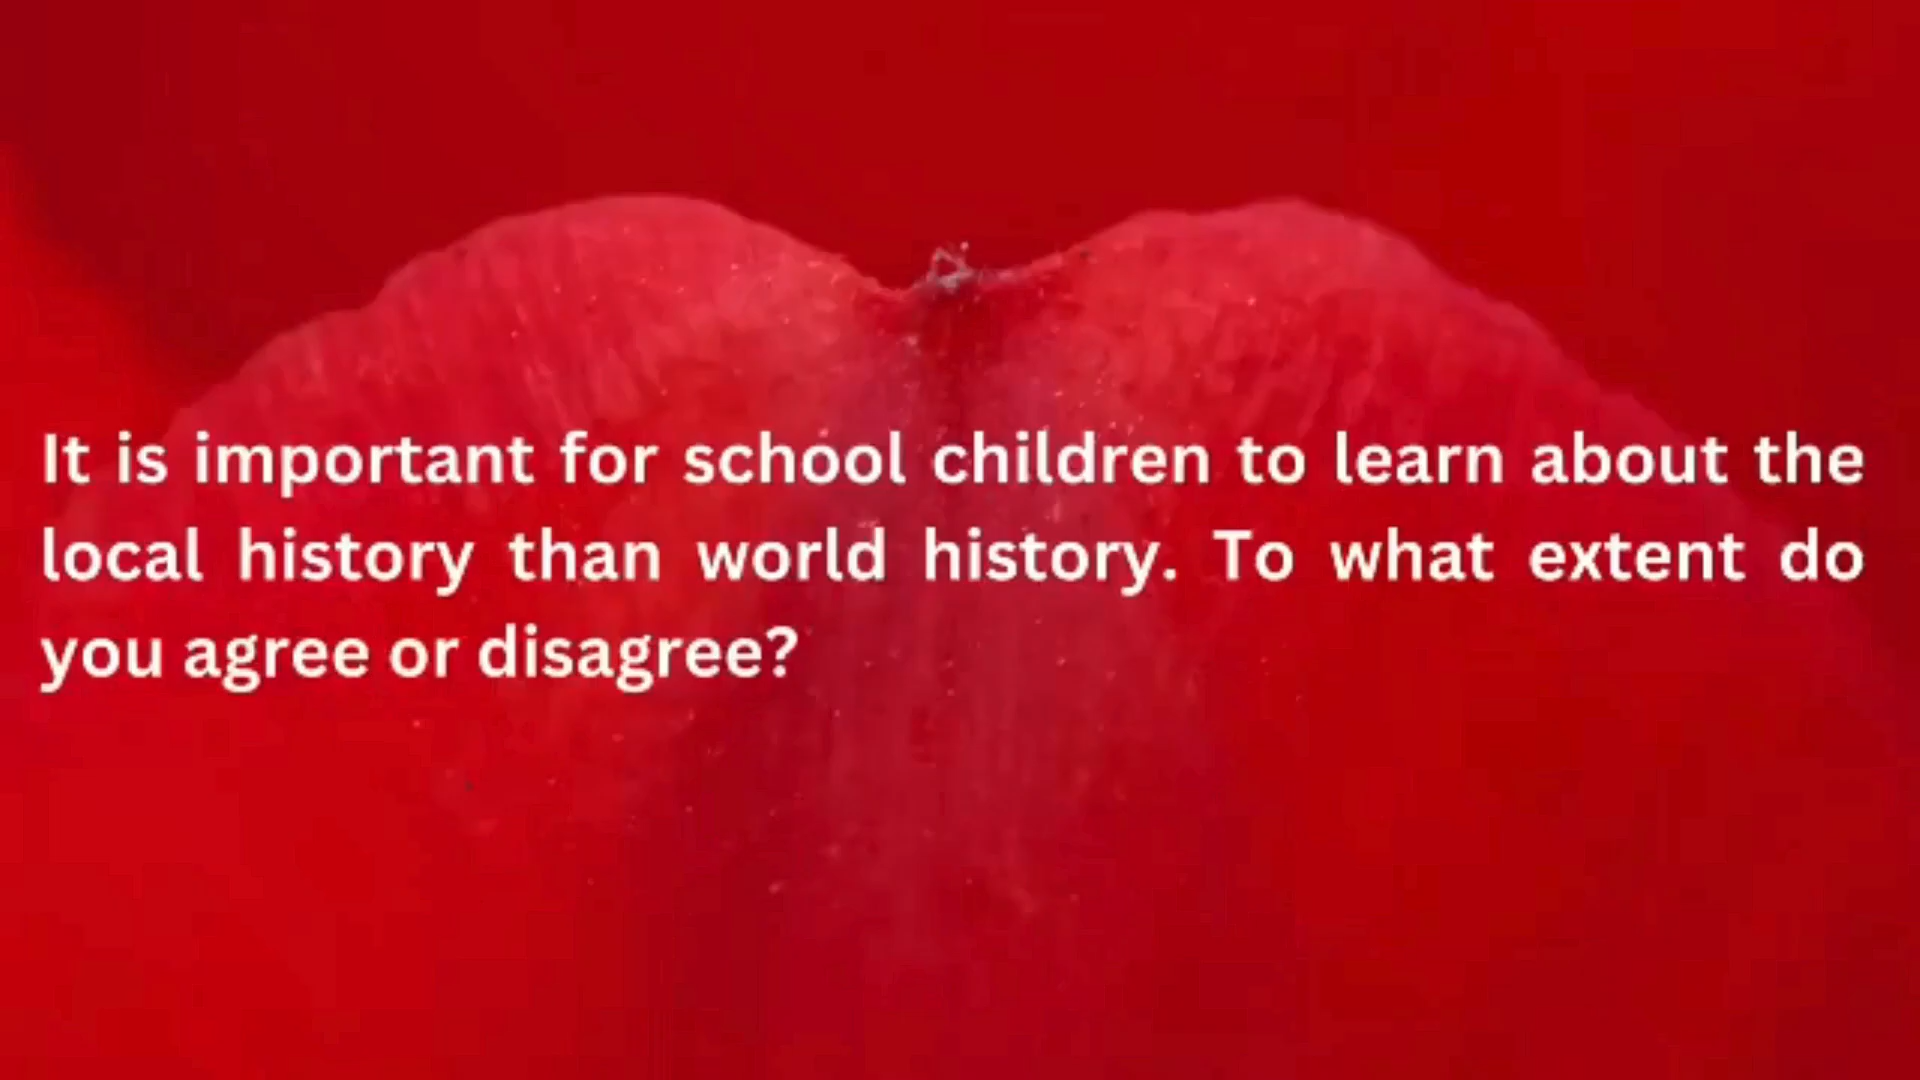 It is important for school children to learn about the
local history than world history. To what extent do
you agree or disagree?